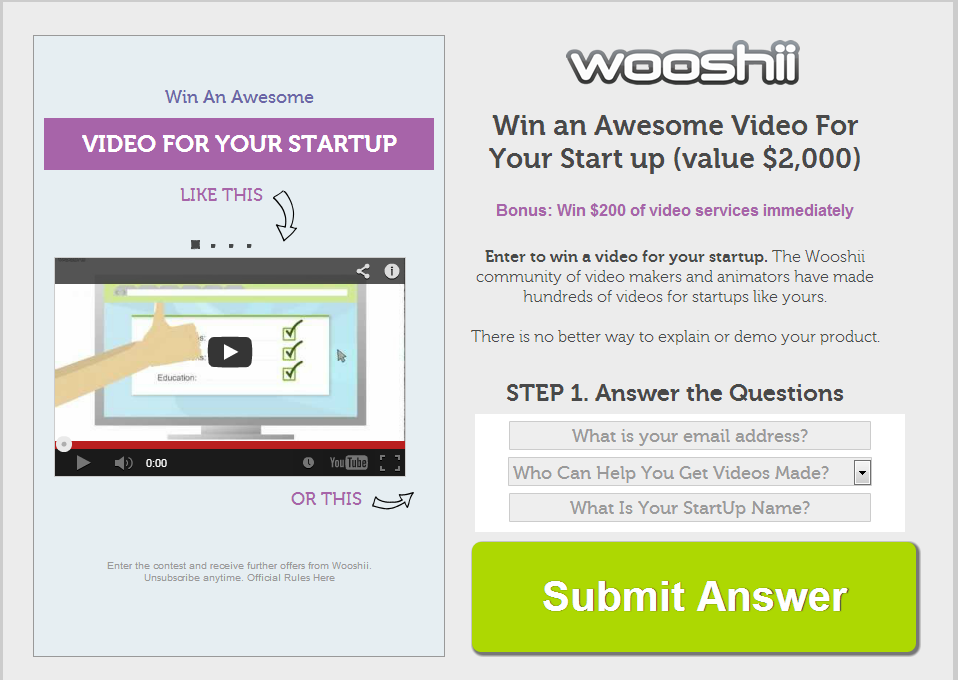 Win An Awesome
VIDEO FOR YOUR STARTUP
LIKE THIS
Education:
0:00
YouTube
OR THIS
Enter the contest and receive further offers from Wooshii.
Unsubscribe anytime. Official Rules Here
wooshii
Win an Awesome Video For
Your Start up (value $2,000)
Bonus: Win $200 of video services immediately
Enter to win a video for your startup. The Wooshii
community of video makers and animators have made
hundreds of videos for startups like yours.
There is no better way to explain or demo your product.
STEP 1. Answer the Questions
What is your email address?
Who Can Help You Get Videos Made?
What Is Your StartUp Name?
Submit Answer